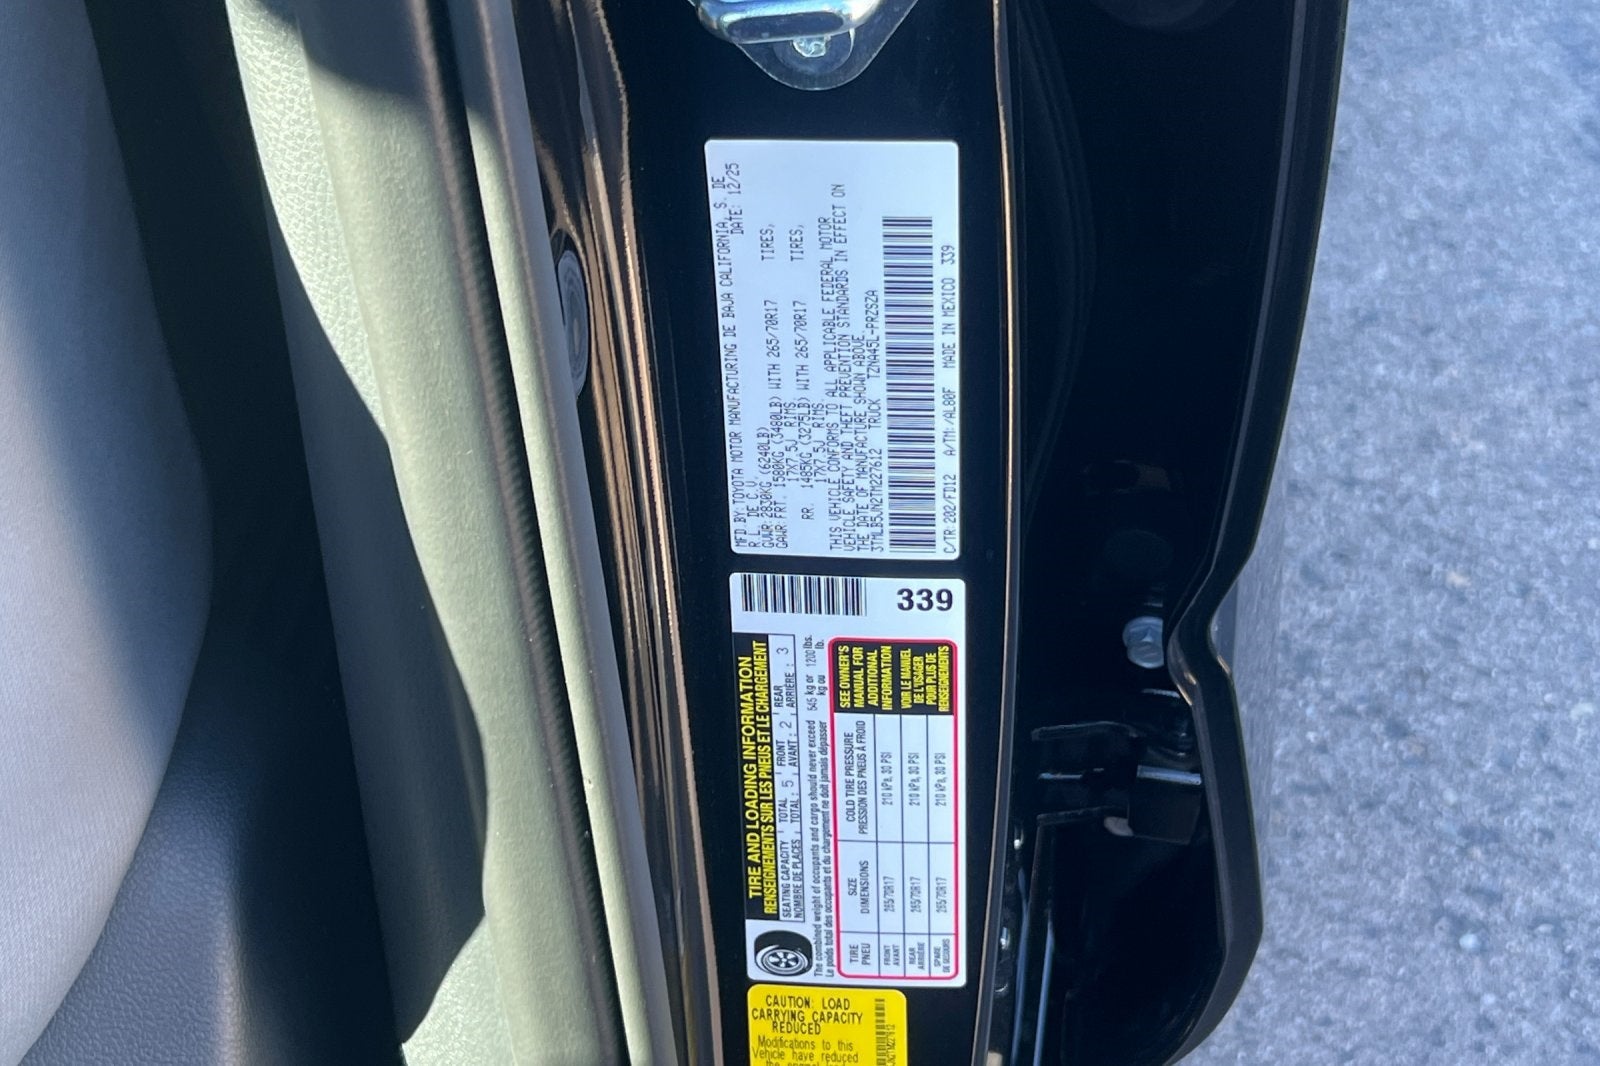 MFD BY: TOYOTA MOTOR MANUFACTURING DE BAJA CALIFORNIA, S. DE
R.L. DE C.V. DATE: 12/25
GVWR: 2830KG (6240LB)
GAWR FRT. 1580KG (3480LB) WITH 265/70R17 TIRES,
17X7.5J RIMS
RR. 1485KG (3275LB) WITH 265/70R17 TIRES,
17X7.5J RIMS
THIS VEHICLE CONFORMS TO ALL APPLICABLE FEDERAL MOTOR
VEHICLE SAFETY AND THEFT PREVENTION STANDARDS IN EFFECT ON
THE DATE OF MANUFACTURE SHOWN ABOVE.
3TMLB5JN2TM227612 TRUCK TZNA45L-PRZSZA
C/TR: 202/FD12 A/TM: /AL80F MADE IN MEXICO 339
339
TIRE AND LOADING INFORMATION
RENSEIGNEMENTS SUR LES PNEUS ET LE CHARGEMENT
SEATING CAPACITY TOTAL 5 FRONT 2 REAR 3
NOMBRE DE PLACES TOTAL: AVANT: ARRIÈRE:
The combined weight of occupants and cargo should never exceed 545 kg or 1200 lbs.
Le poids total des occupants et du chargement ne doit jamais dépasser kg ou lb.
TIRE SIZE COLD TIRE PRESSURE
PNEU DIMENSIONS PRESSION DES PNEUS À FROID
FRONT 265/70R17 210 kPa, 30 PSI
AVANT
REAR 265/70R17 210 kPa, 30 PSI
ARRIÈRE
SPARE 265/70R17 210 kPa, 30 PSI
DE SECOURS
SEE OWNER'S
MANUAL FOR
ADDITIONAL
INFORMATION
VOIR LE MANUEL
DE L'USAGER
POUR PLUS DE
RENSEIGNEMENTS
CAUTION: LOAD
CARRYING CAPACITY
REDUCED
Modifications to this
Vehicle have reduced